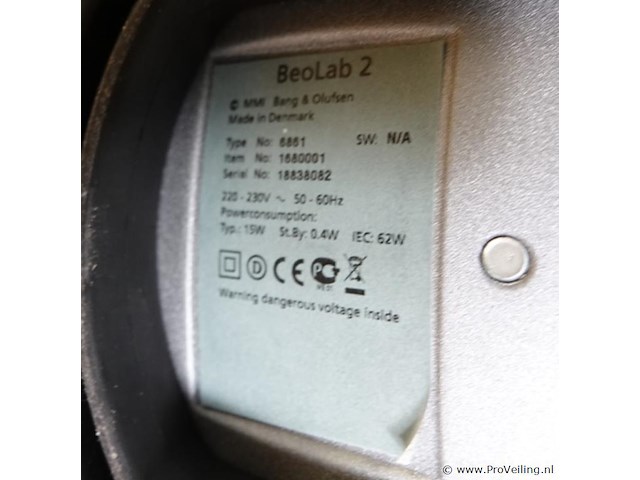 BeoLab 2
© MMI Bang & Olufsen
Made in Denmark
Type No: 6861 SW: N/A
Item No: 1680001
Serial No: 18838082
220 - 230V ~ 50 - 60Hz
Powerconsumption:
Typ.: 15W St.By: 0.4W IEC: 62W
D CE
Warning dangerous voltage inside
© www.ProVeiling.nl